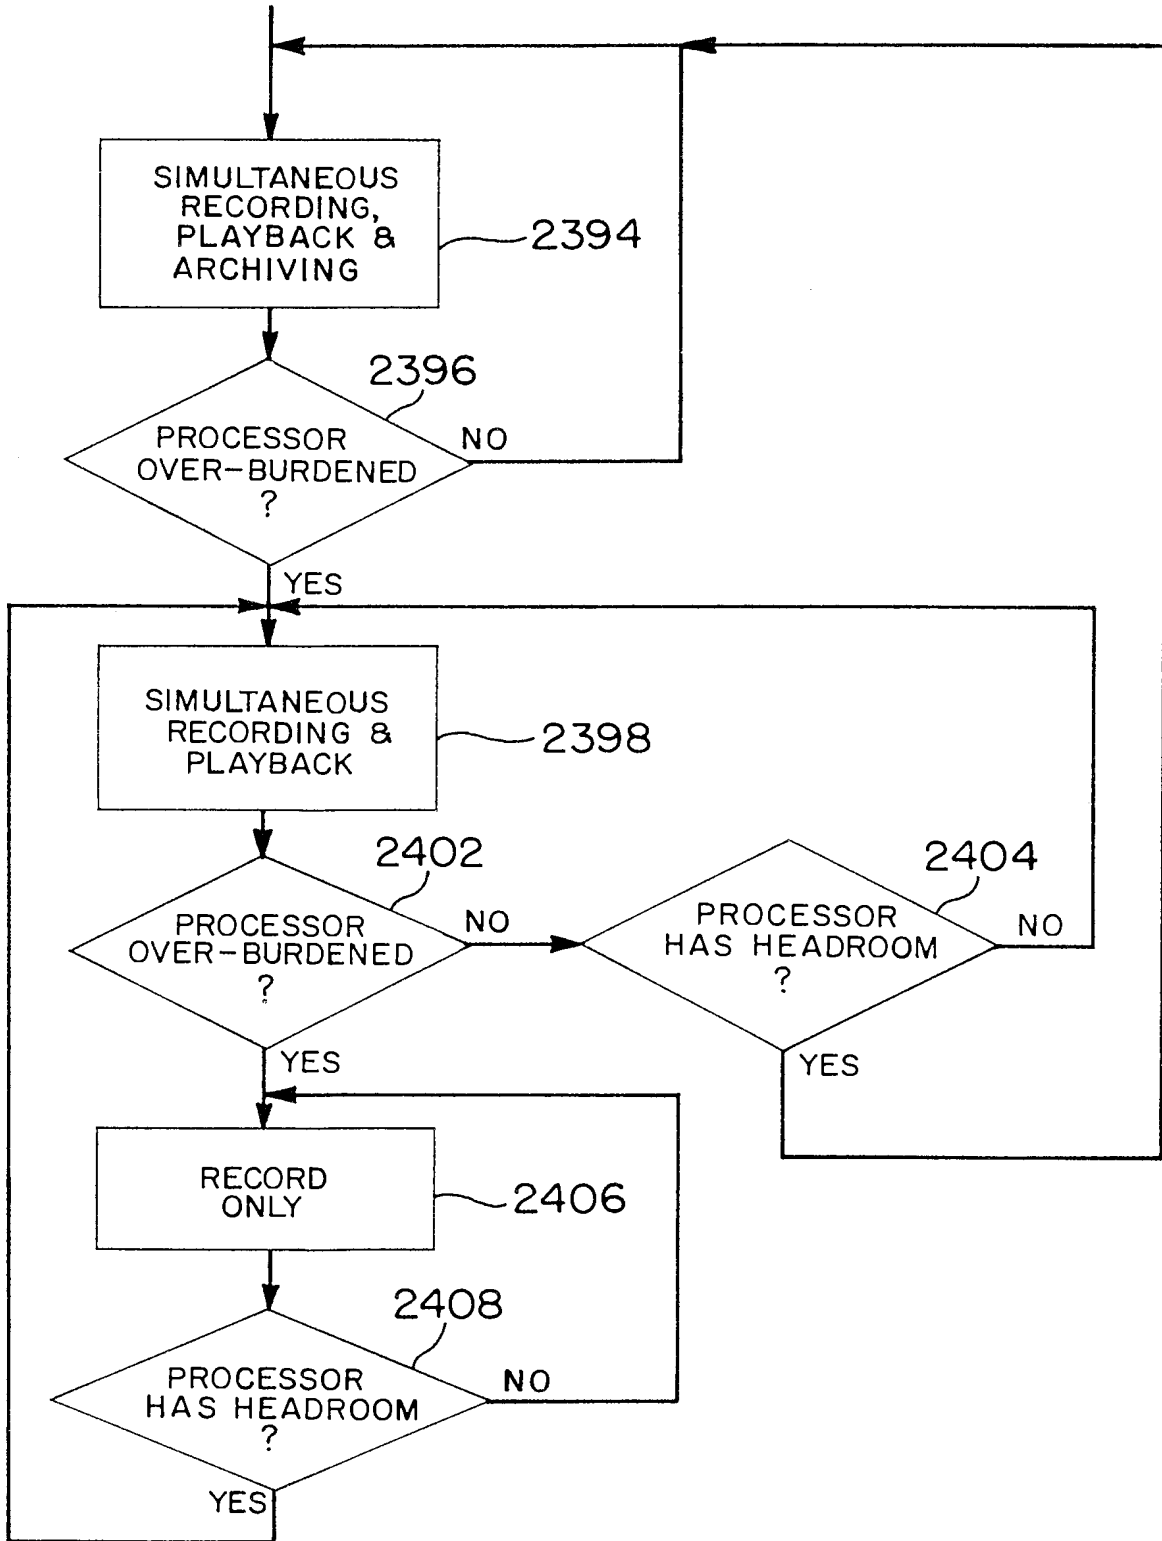 SIMULTANEOUS
RECORDING,
PLAYBACK &
ARCHIVING
2394
2396
PROCESSOR
OVER-BURDENED
?
NO
YES
SIMULTANEOUS
RECORDING &
PLAYBACK
2398
2402
PROCESSOR
OVER-BURDENED
?
NO
YES
2404
PROCESSOR
HAS HEADROOM
?
NO
YES
RECORD
ONLY
2406
2408
PROCESSOR
HAS HEADROOM
?
NO
YES